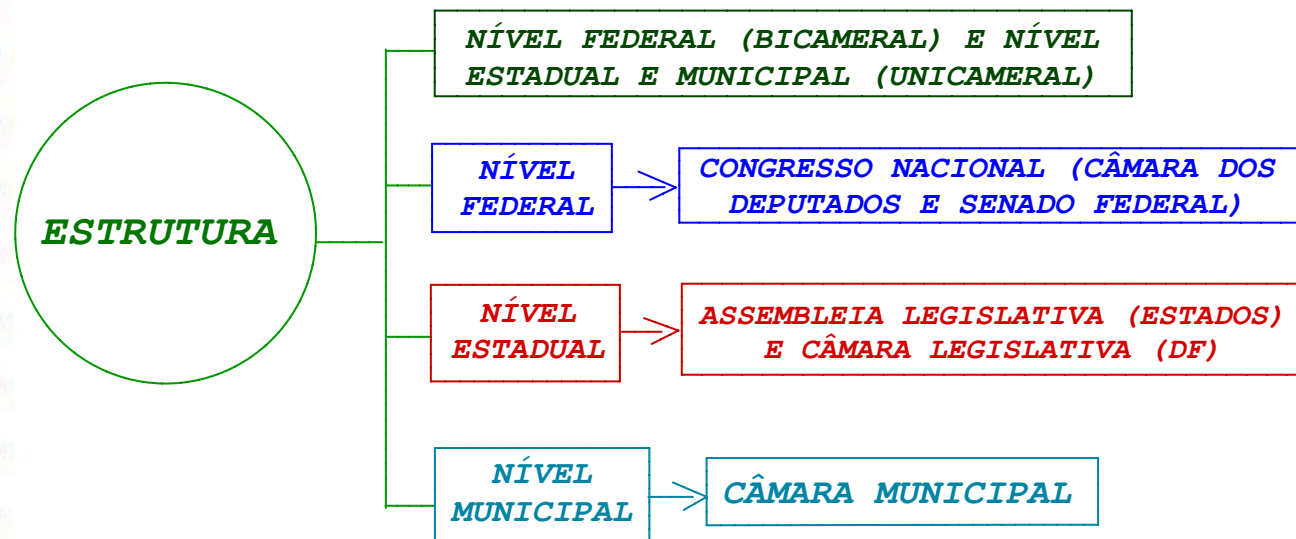 NÍVEL FEDERAL (BICAMERAL) E NÍVEL
ESTADUAL E MUNICIPAL (UNICAMERAL)
ESTRUTURA
NÍVEL
FEDERAL
CONGRESSO NACIONAL (CÂMARA DOS
DEPUTADOS E SENADO FEDERAL)
NÍVEL
ESTADUAL
ASSEMBLEIA LEGISLATIVA (ESTADOS)
E CÂMARA LEGISLATIVA (DF)
NÍVEL
MUNICIPAL
CÂMARA MUNICIPAL